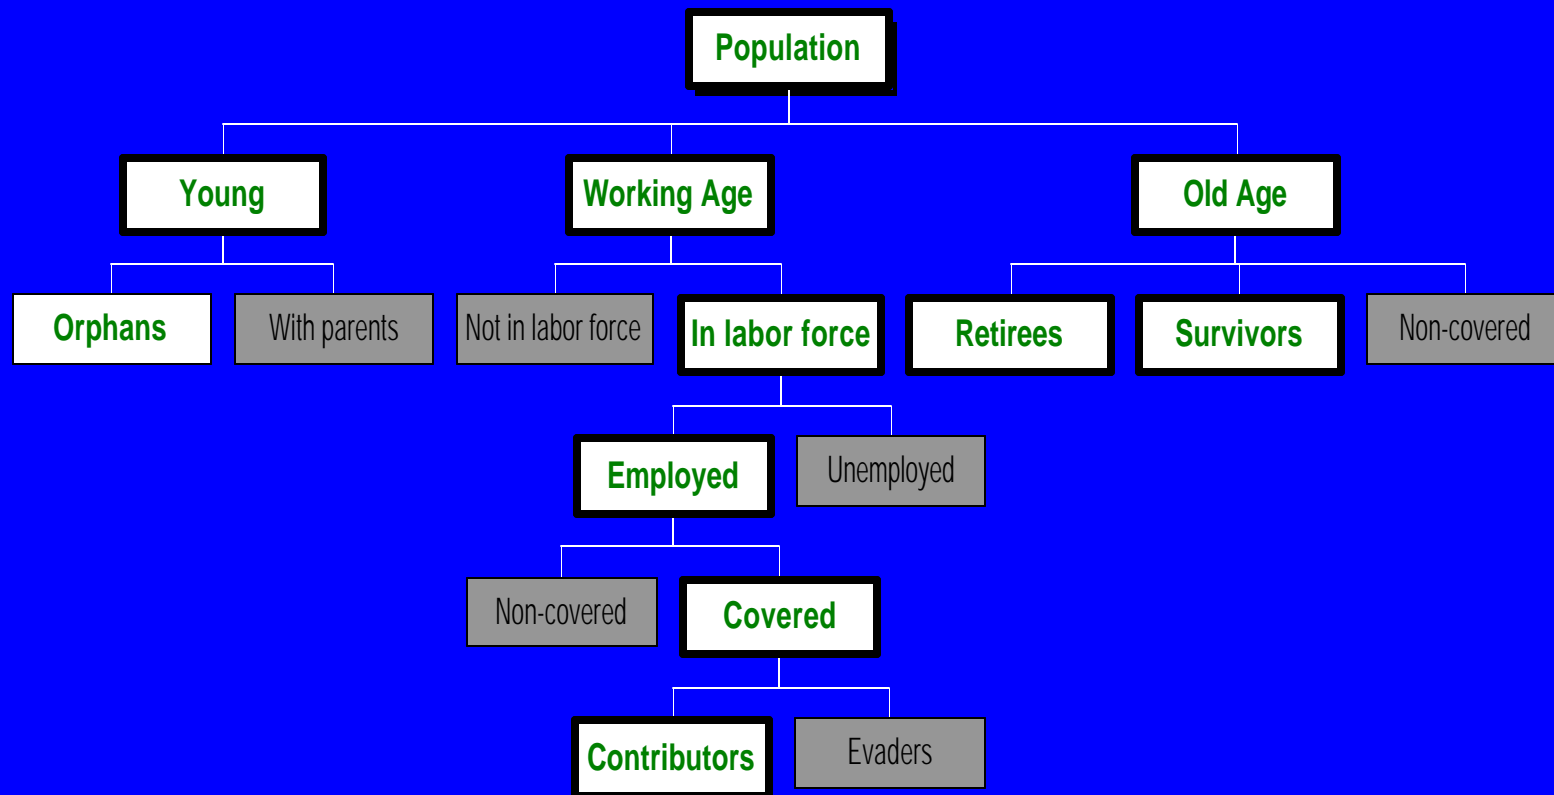 Population
Young
Working Age
Old Age
Orphans
With parents
Not in labor force
In labor force
Retirees
Survivors
Non-covered
Employed
Unemployed
Non-covered
Covered
Contributors
Evaders